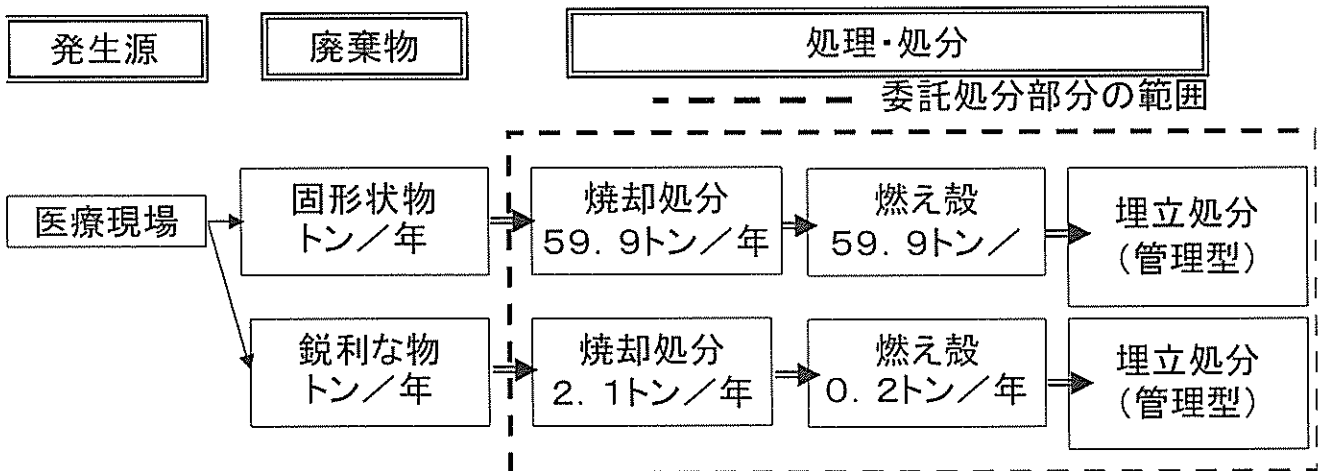 発生源
廃棄物
処理・処分
委託処分部分の範囲
医療現場
固形状物
トン／年
焼却処分
59．9トン／年
燃え殻
59．9トン／
埋立処分
（管理型）
鋭利な物
トン／年
焼却処分
2．1トン／年
燃え殻
0．2トン／年
埋立処分
（管理型）